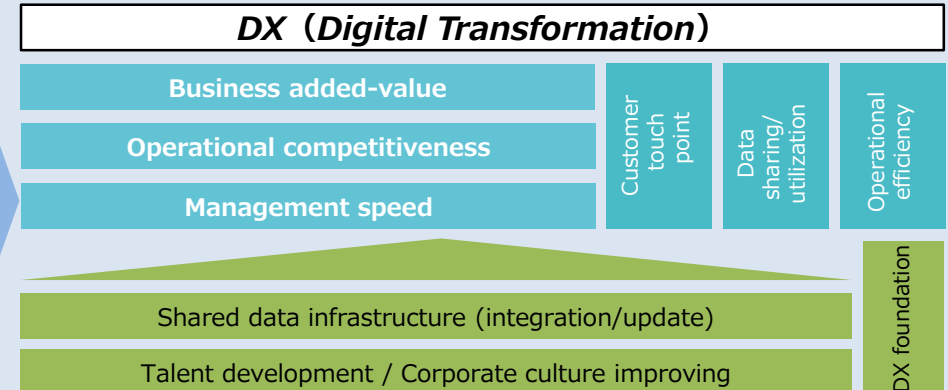 DX（Digital Transformation）
Business added-value
Operational competitiveness
Management speed
Customer
touch
point
Data
sharing/
utilization
Operational
efficiency
Shared data infrastructure (integration/update)
Talent development / Corporate culture improving
DX foundation